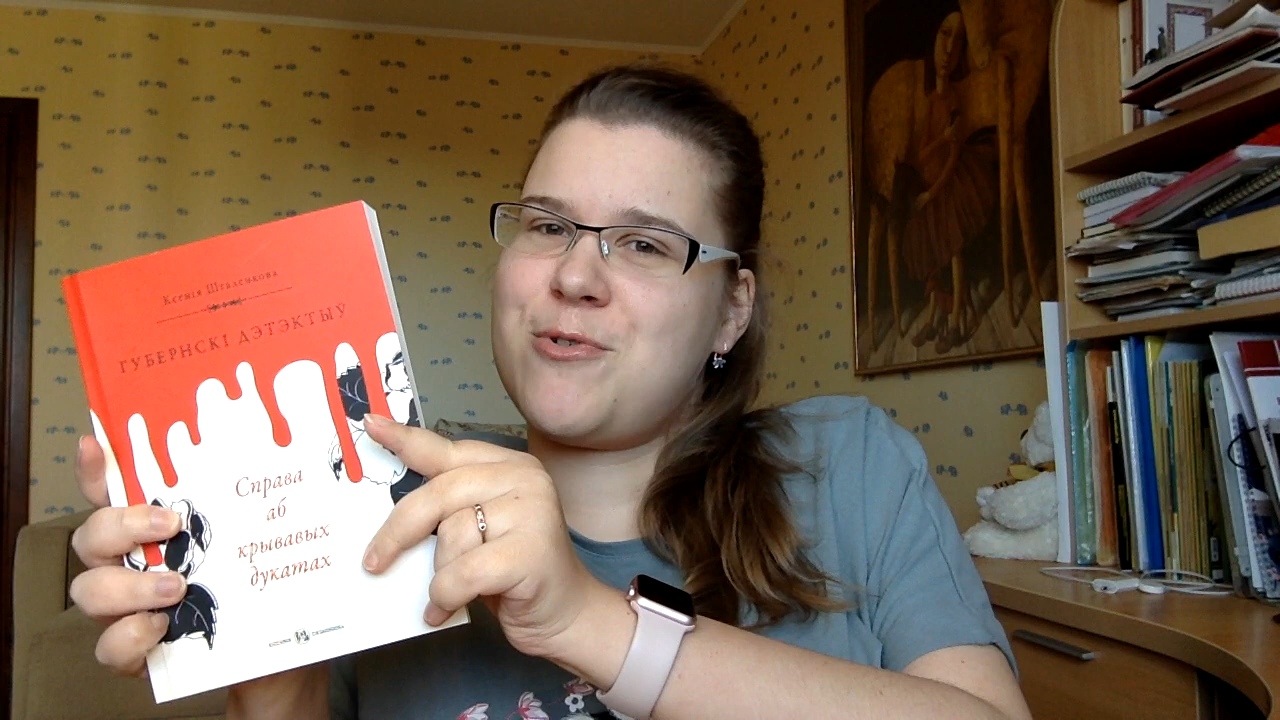 Ксенія Шталенкова
ГУБЕРНСКІ ДЭТЭКТЫЎ
Справа
аб
крывавых
дукатах